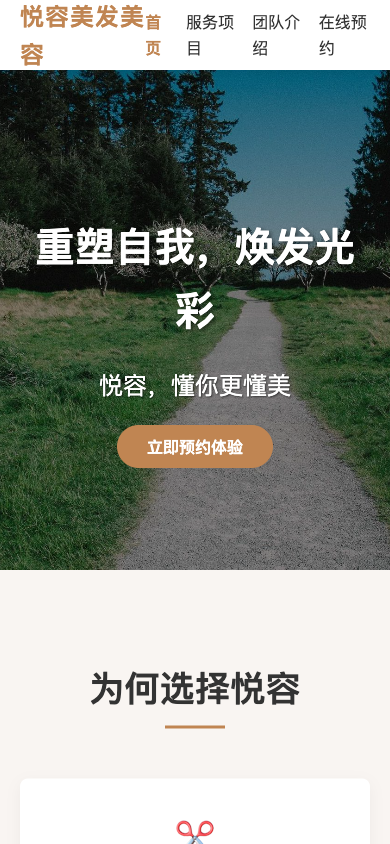 悦容美发美容
首页
服务项目
团队介绍
在线预约
重塑自我，焕发光
彩
悦容，懂你更懂美
立即预约体验
为何选择悦容